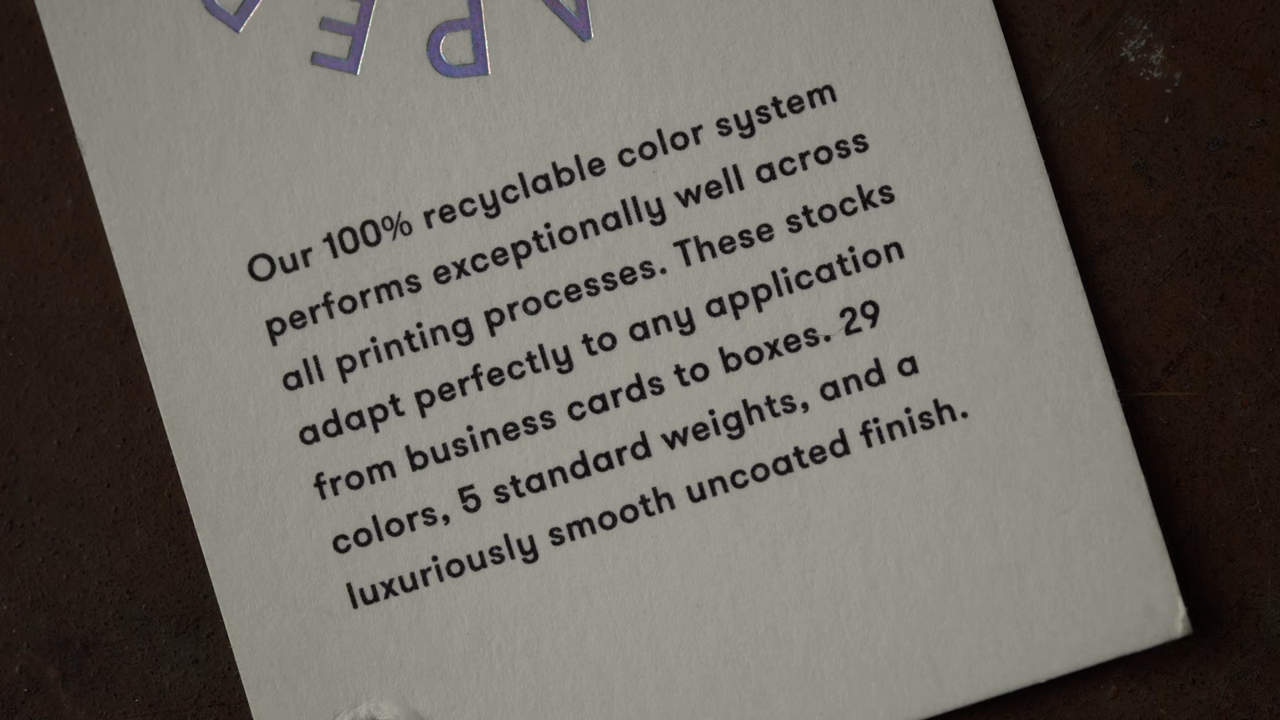 APER
Our 100% recyclable color system
performs exceptionally well across
all printing processes. These stocks
adapt perfectly to any application
from business cards to boxes. 29
colors, 5 standard weights, and a
luxuriously smooth uncoated finish.